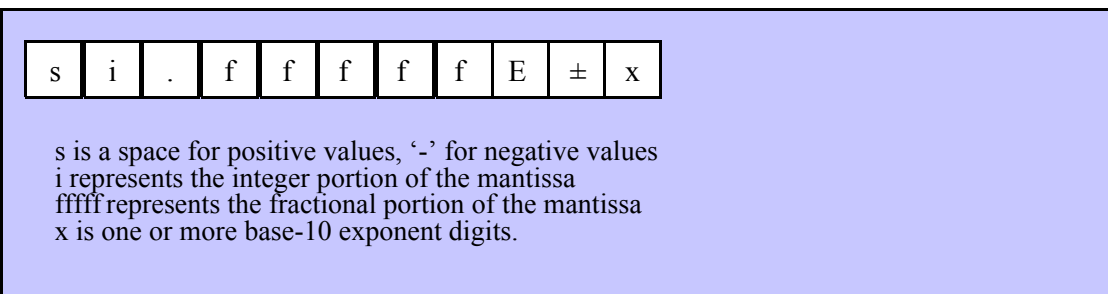 s i . f f f f f E ± x
s is a space for positive values, ‘-’ for negative values
i represents the integer portion of the mantissa
fffff represents the fractional portion of the mantissa
x is one or more base-10 exponent digits.